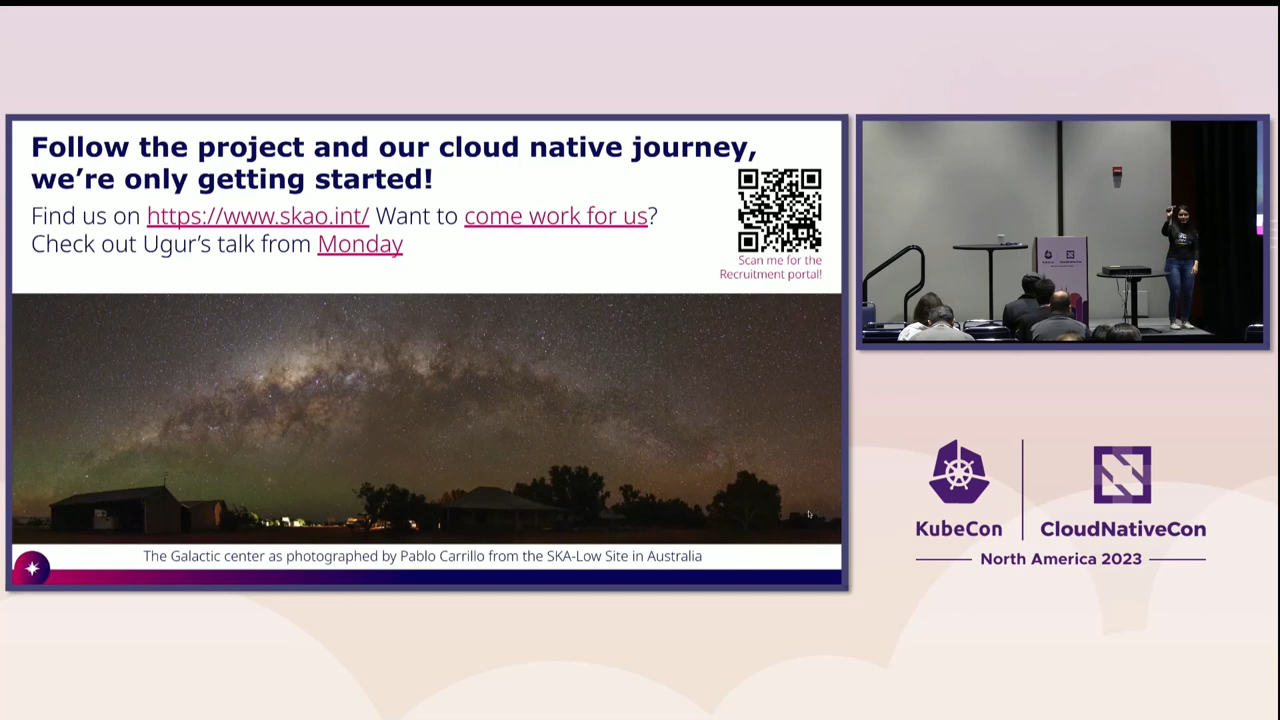 Follow the project and our cloud native journey,
we're only getting started!
Find us on https://www.skao.int/ Want to come work for us?
Check out Ugur's talk from Monday
Scan me for the
Recruitment portal!
The Galactic center as photographed by Pablo Carrillo from the SKA-Low Site in Australia
KubeCon
CloudNativeCon
North America 2023